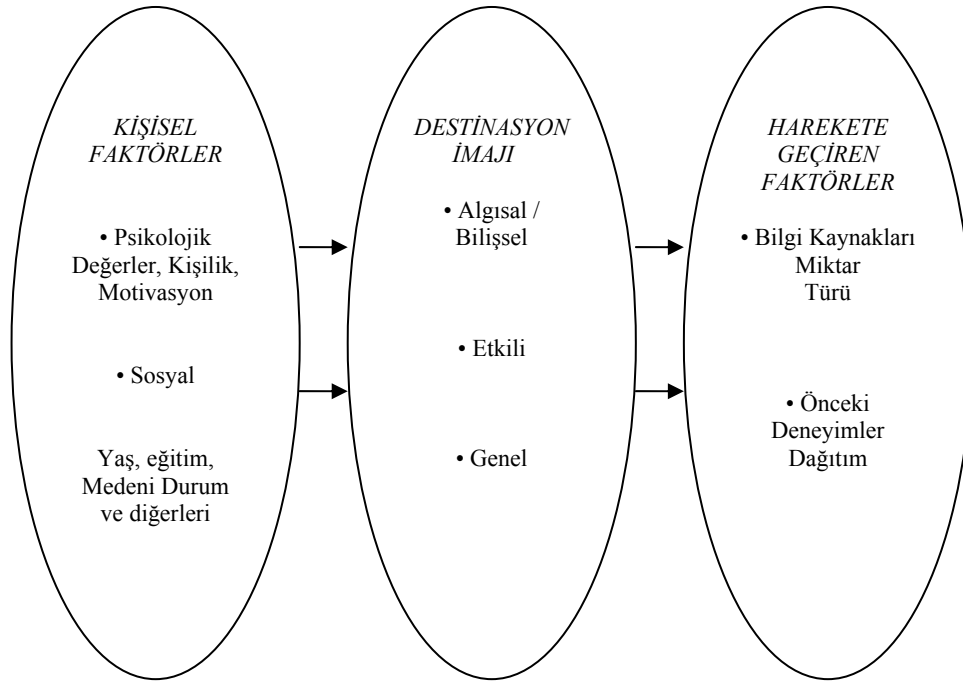 KİŞİSEL
FAKTÖRLER
• Psikolojik
Değerler, Kişilik,
Motivasyon
• Sosyal
Yaş, eğitim,
Medeni Durum
ve diğerleri
DESTİNASYON
İMAJI
• Algısal /
Bilişsel
• Etkili
• Genel
HAREKETE
GEÇİREN
FAKTÖRLER
• Bilgi Kaynakları
Miktar
Türü
• Önceki
Deneyimler
Dağıtım